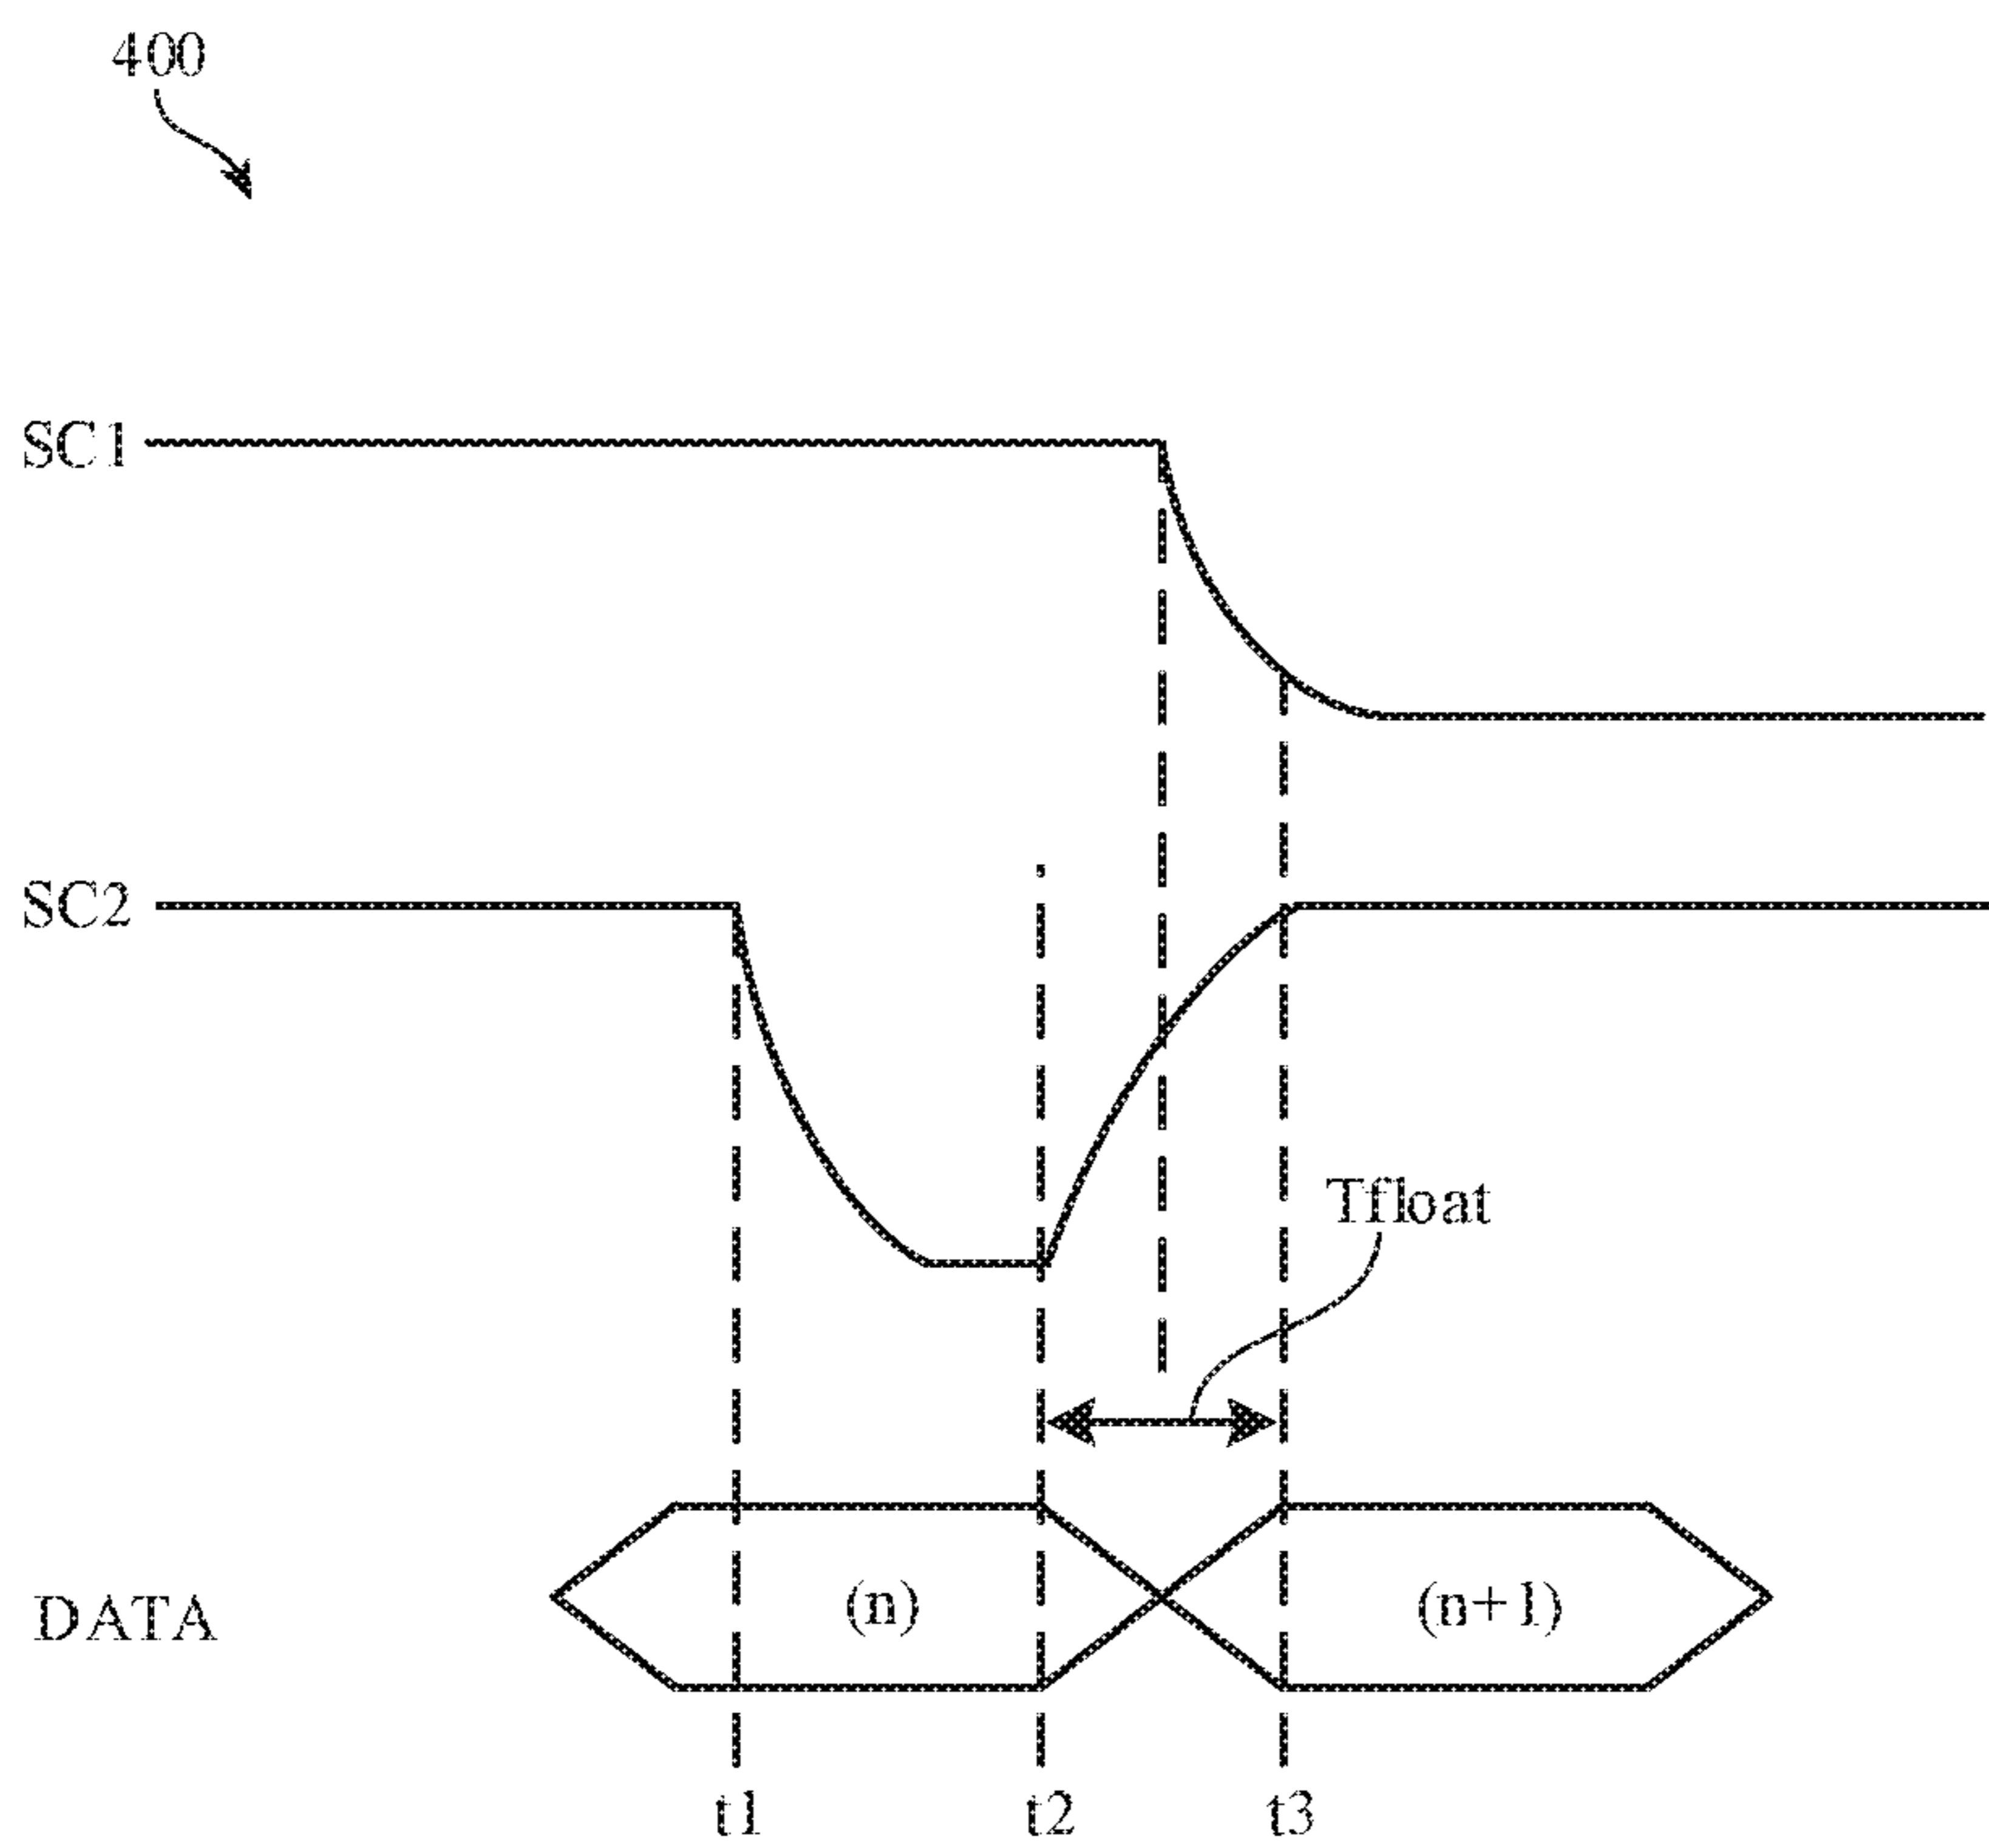 400
SC1
SC2
Tfloat
DATA
(n)
(n+1)
t1
t2
t3